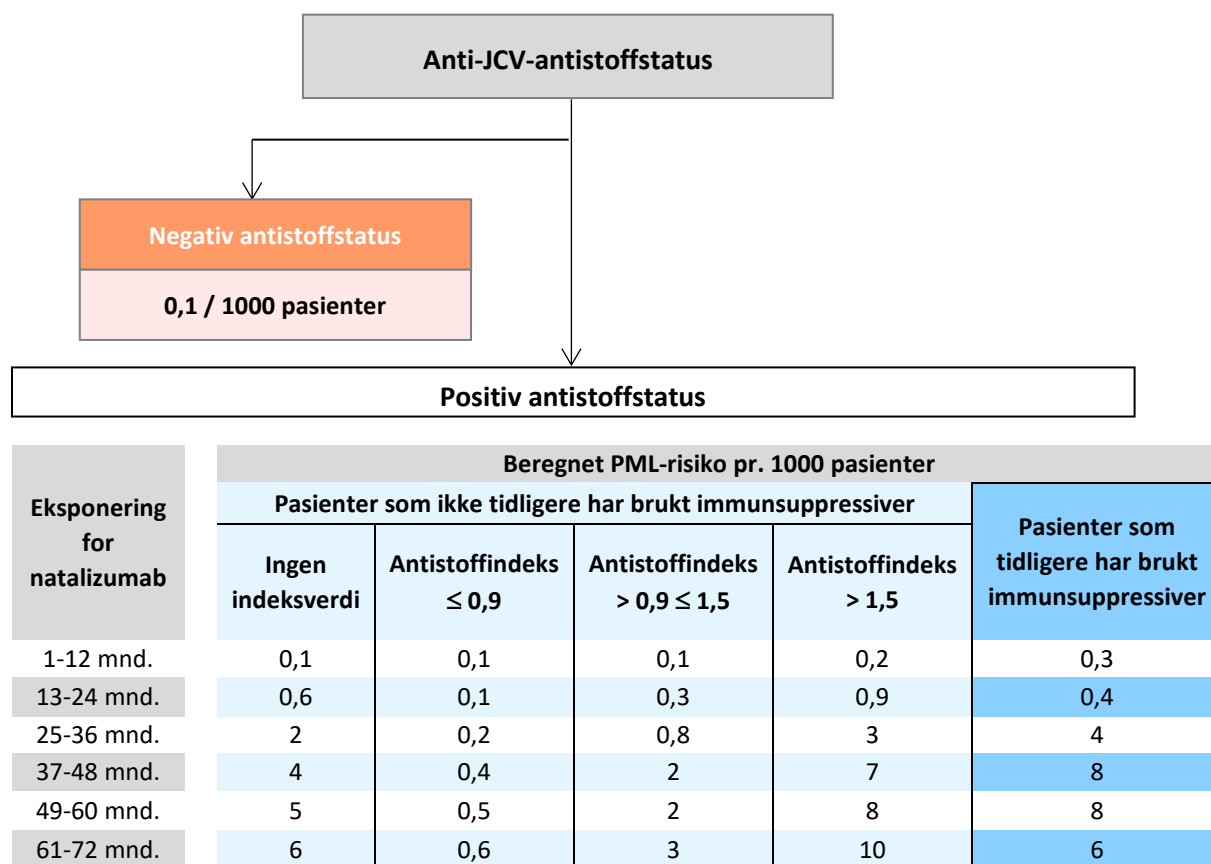 Anti-JCV-antistoffstatus
Negativ antistoffstatus
0,1 / 1000 pasienter
Positiv antistoffstatus
Eksponering
for
natalizumab
Beregnet PML-risiko pr. 1000 pasienter
Pasienter som ikke tidligere har brukt immunsuppressiver
Pasienter som
tidligere har brukt
immunsuppressiver
Ingen
indeksverdi
Antistoffindeks
≤ 0,9
Antistoffindeks
> 0,9 ≤ 1,5
Antistoffindeks
> 1,5
1-12 mnd. 0,1 0,1 0,1 0,2 0,3
13-24 mnd. 0,6 0,1 0,3 0,9 0,4
25-36 mnd. 2 0,2 0,8 3 4
37-48 mnd. 4 0,4 2 7 8
49-60 mnd. 5 0,5 2 8 8
61-72 mnd. 6 0,6 3 10 6